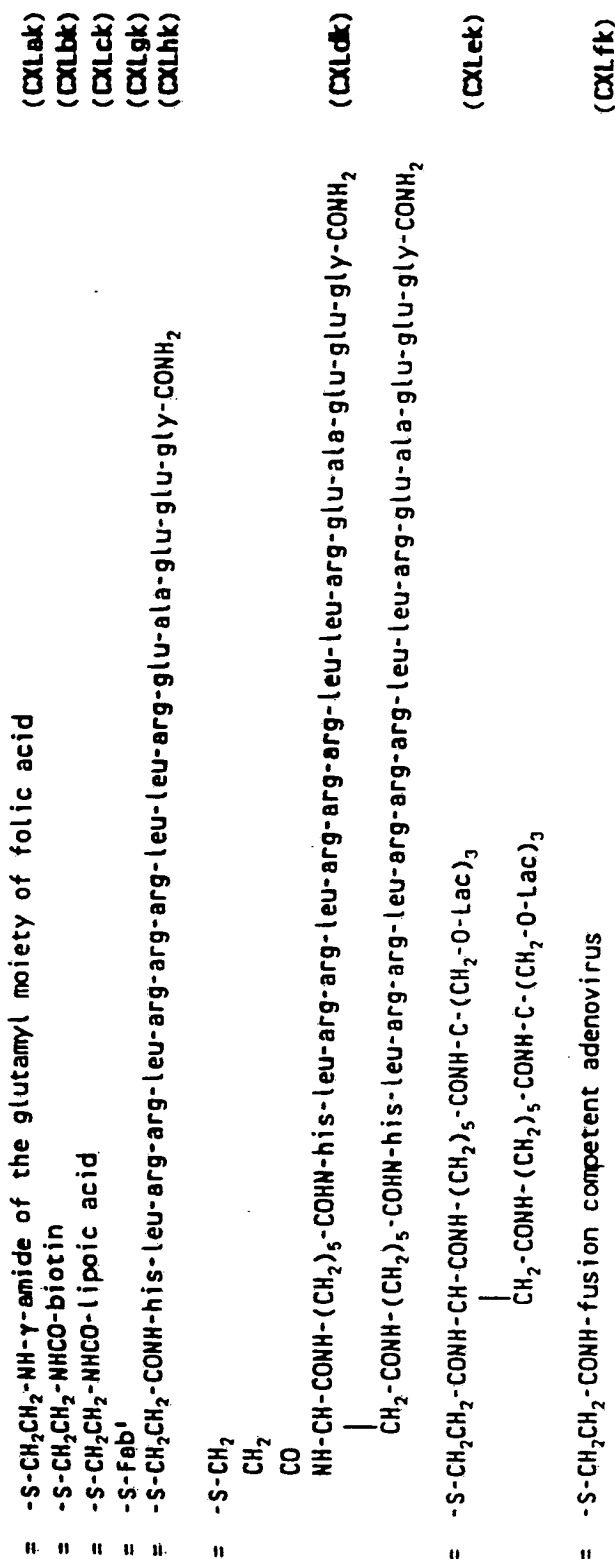 = -S-CH₂CH₂-NH-γ-amide of the glutamyl moiety of folic acid (CXLak)
= -S-CH₂CH₂-NHCO-biotin (CXLbk)
= -S-CH₂CH₂-NHCO-lipoic acid (CXLck)
= -S-Fab' (CXLgk)
= -S-CH₂CH₂-CONH-his-leu-arg-arg-leu-arg-arg-arg-leu-leu-arg-glu-ala-glu-glu-gly-CONH₂ (CXLhk)
= -S-CH₂
CH₂
CO
NH-CH-CONH-(CH₂)₅-COHN-his-leu-arg-arg-leu-arg-arg-arg-leu-leu-arg-glu-ala-glu-glu-gly-CONH₂ (CXLdk)
CH₂-CONH-(CH₂)₅-COHN-his-leu-arg-arg-leu-arg-arg-arg-leu-leu-arg-glu-ala-glu-glu-gly-CONH₂
= -S-CH₂CH₂-CONH-CH-CONH-(CH₂)₅-CONH-C-(CH₂-O-Lac)₃ (CXLek)
CH₂-CONH-(CH₂)₅-CONH-C-(CH₂-O-Lac)₃
= -S-CH₂CH₂-CONH-fusion competent adenovirus (CXLfk)